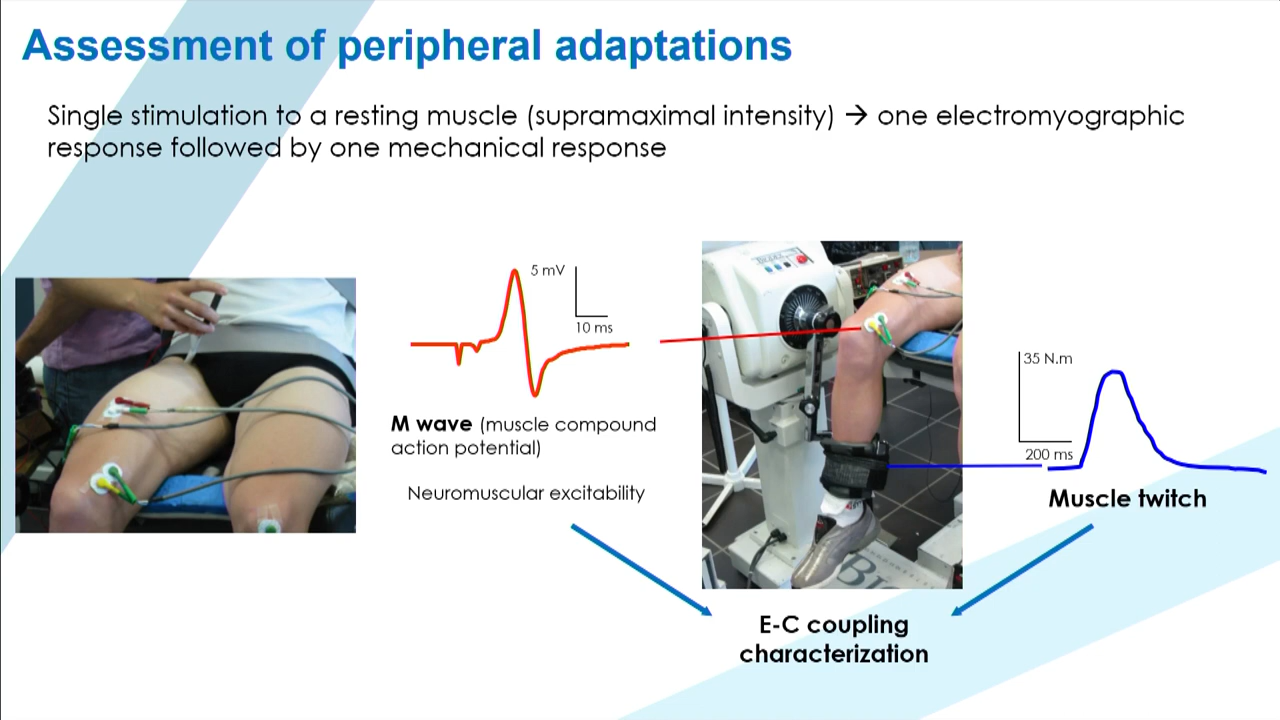 Assessment of peripheral adaptations
Single stimulation to a resting muscle (supramaximal intensity) → one electromyographic
response followed by one mechanical response
5 mV
10 ms
M wave (muscle compound
action potential)
Neuromuscular excitability
35 N.m
200 ms
Muscle twitch
E-C coupling
characterization